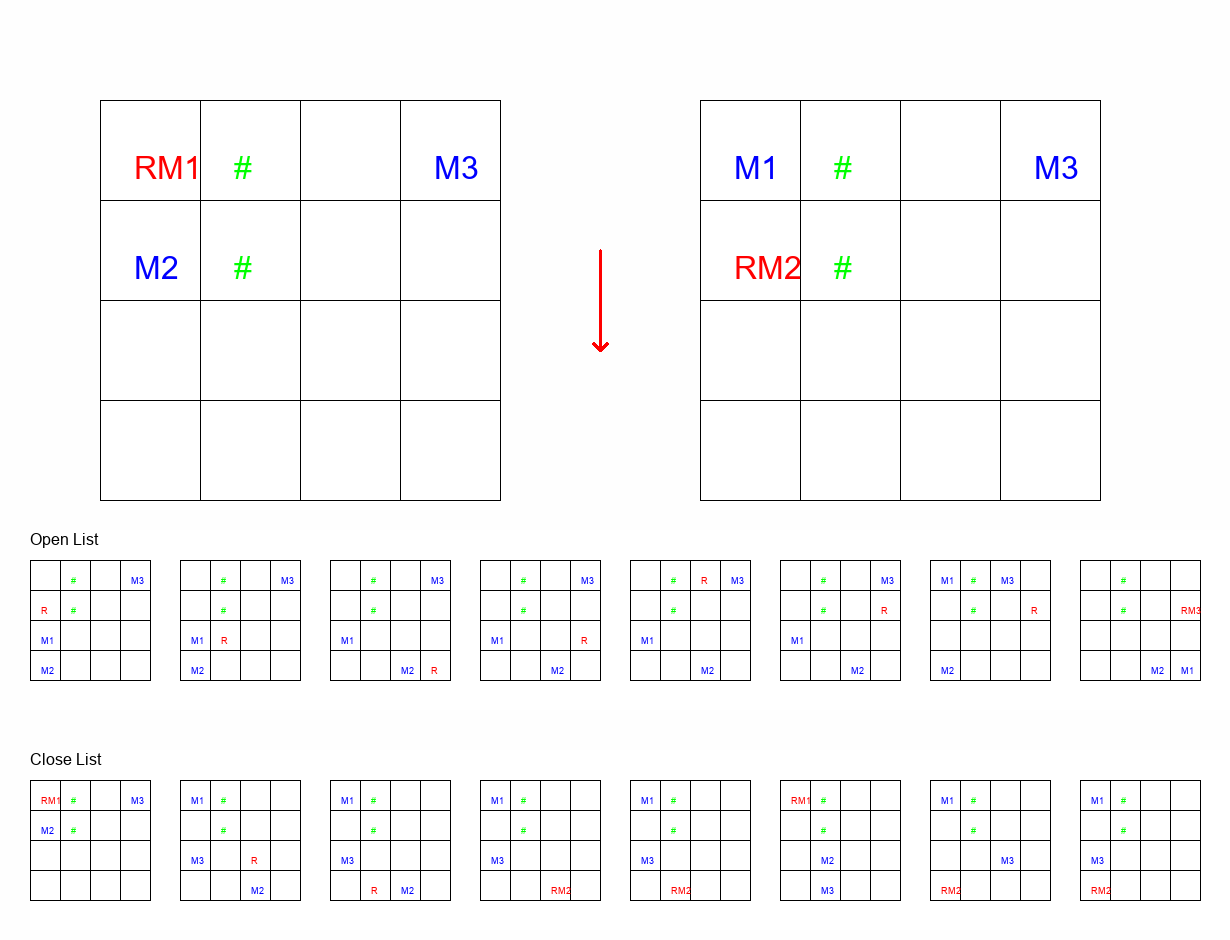 RM1 # M3 M1 # M3
M2 # RM2 #
Open List
# M3 # M3 # M3 # M3 # R M3 # M3 M1 # M3 #
R # # # # # # R # R # RM3
M1 M1 R M1 M1 R M1 M1
M2 M2 M2 R M2 M2 M2 M2 M2 M1
Close List
RM1 # M3 M1 # M1 # M1 # M1 # RM1 # M1 # M1 #
M2 # # # # # # # #
M3 R M3 M3 M3 M2 M3 M3
M2 R M2 RM2 RM2 M3 RM2 RM2